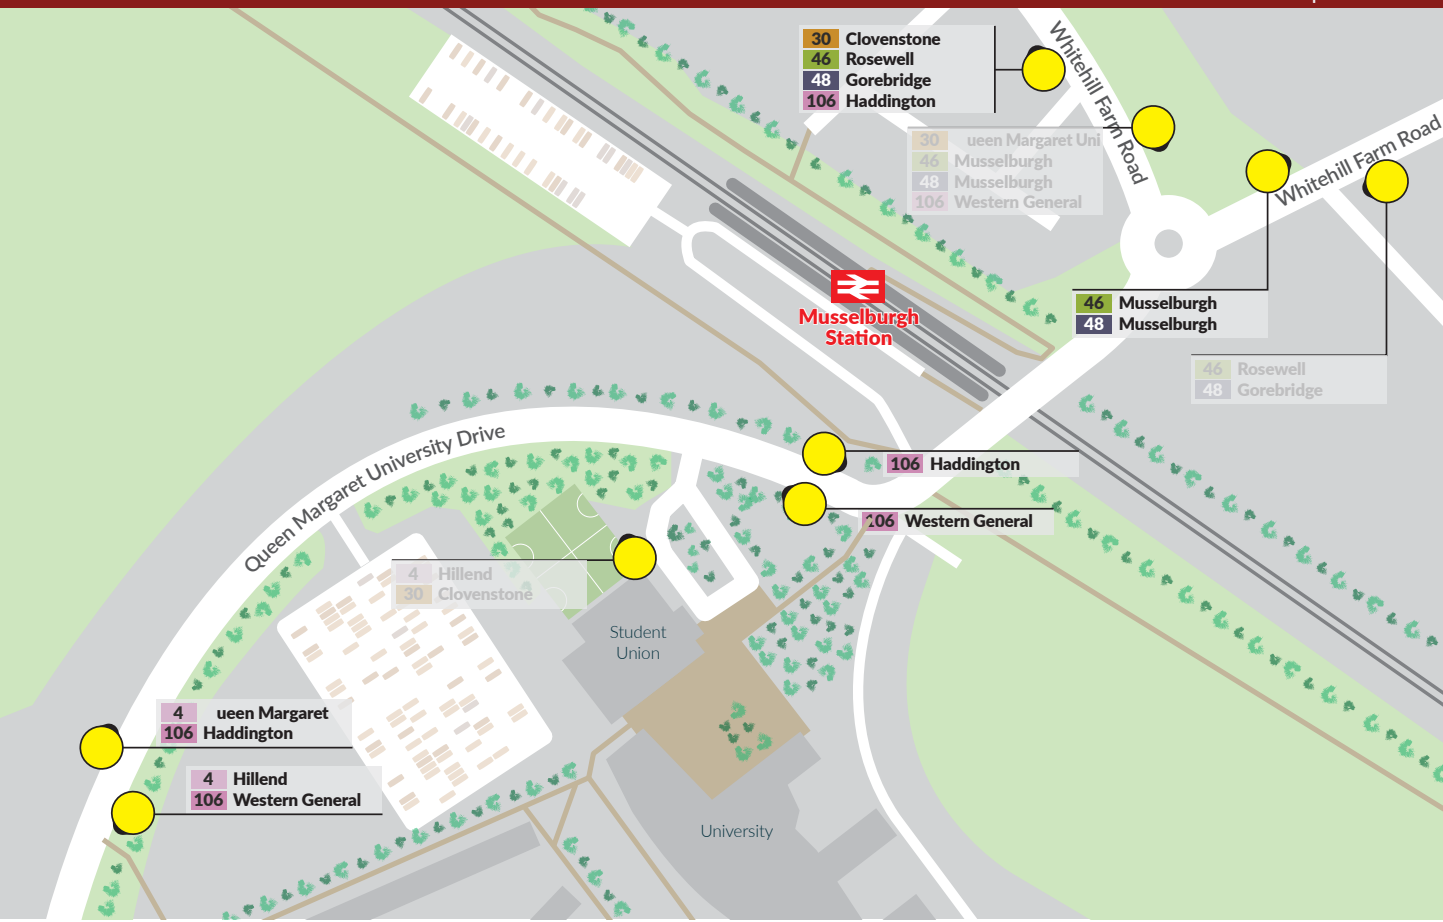 30 Clovenstone
46 Rosewell
48 Gorebridge
106 Haddington
Whitehill Farm Road
30 ueen Margaret Uni
46 Musselburgh
48 Musselburgh
106 Western General
Whitehill Farm Road
Musselburgh
Station
46 Musselburgh
48 Musselburgh
46 Rosewell
48 Gorebridge
Queen Margaret University Drive
106 Haddington
106 Western General
4 Hillend
30 Clovenstone
Student
Union
4 ueen Margaret
106 Haddington
4 Hillend
106 Western General
University